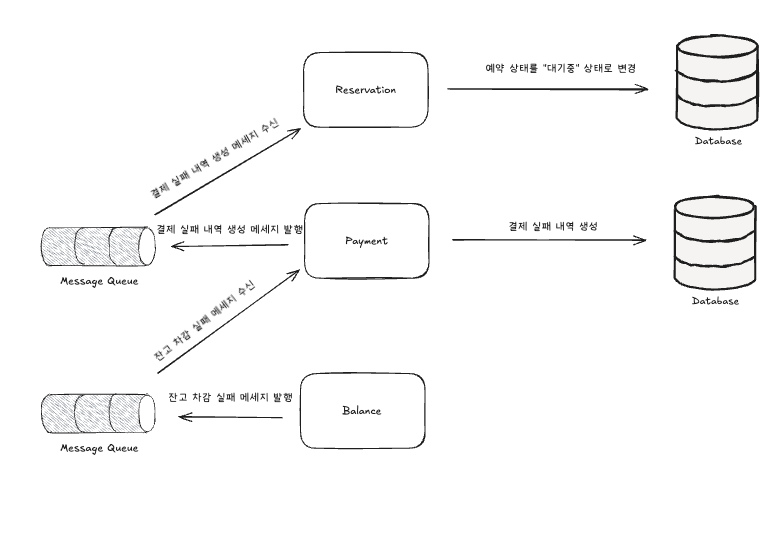 예약 상태를 "대기중" 상태로 변경
Reservation
결제 실패 내역 생성 메세지 수신
Database
결제 실패 내역 생성 메세지 발행
결제 실패 내역 생성
Payment
Message Queue
Database
잔고 차감 실패 메세지 수신
잔고 차감 실패 메세지 발행
Balance
Message Queue